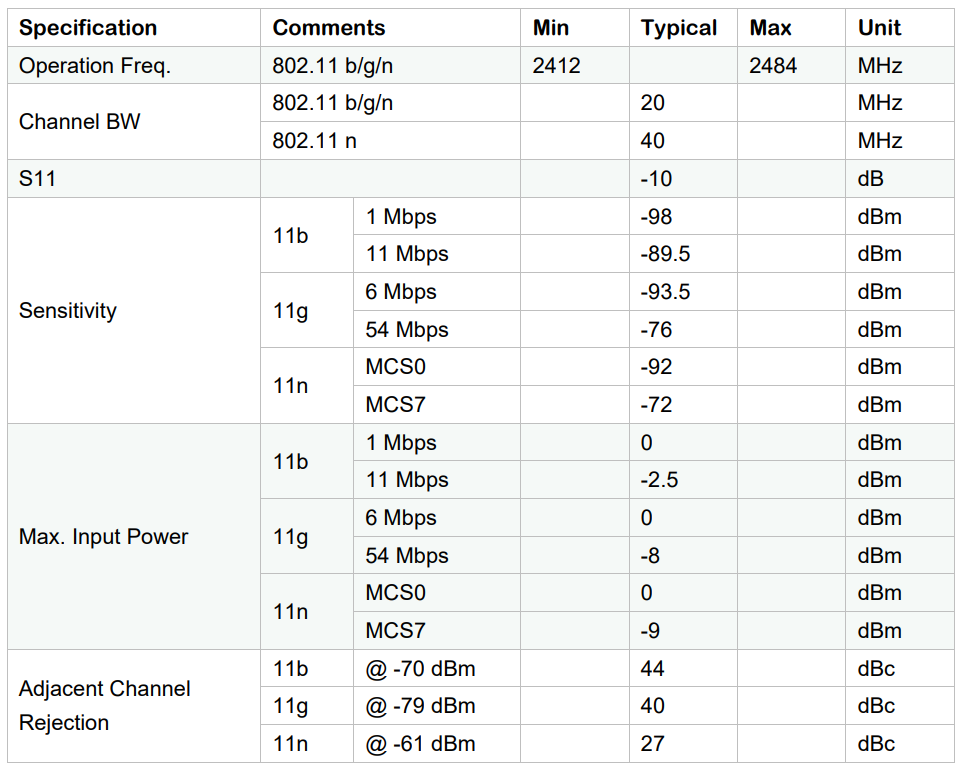 Specification Comments Min Typical Max Unit
Operation Freq. 802.11 b/g/n 2412 2484 MHz
Channel BW
802.11 b/g/n 20 MHz
802.11 n 40 MHz
S11 -10 dB
Sensitivity
11b
1 Mbps -98 dBm
11 Mbps -89.5 dBm
11g
6 Mbps -93.5 dBm
54 Mbps -76 dBm
11n
MCS0 -92 dBm
MCS7 -72 dBm
Max. Input Power
11b
1 Mbps 0 dBm
11 Mbps -2.5 dBm
11g
6 Mbps 0 dBm
54 Mbps -8 dBm
11n
MCS0 0 dBm
MCS7 -9 dBm
Adjacent Channel
Rejection
11b @ -70 dBm 44 dBc
11g @ -79 dBm 40 dBc
11n @ -61 dBm 27 dBc